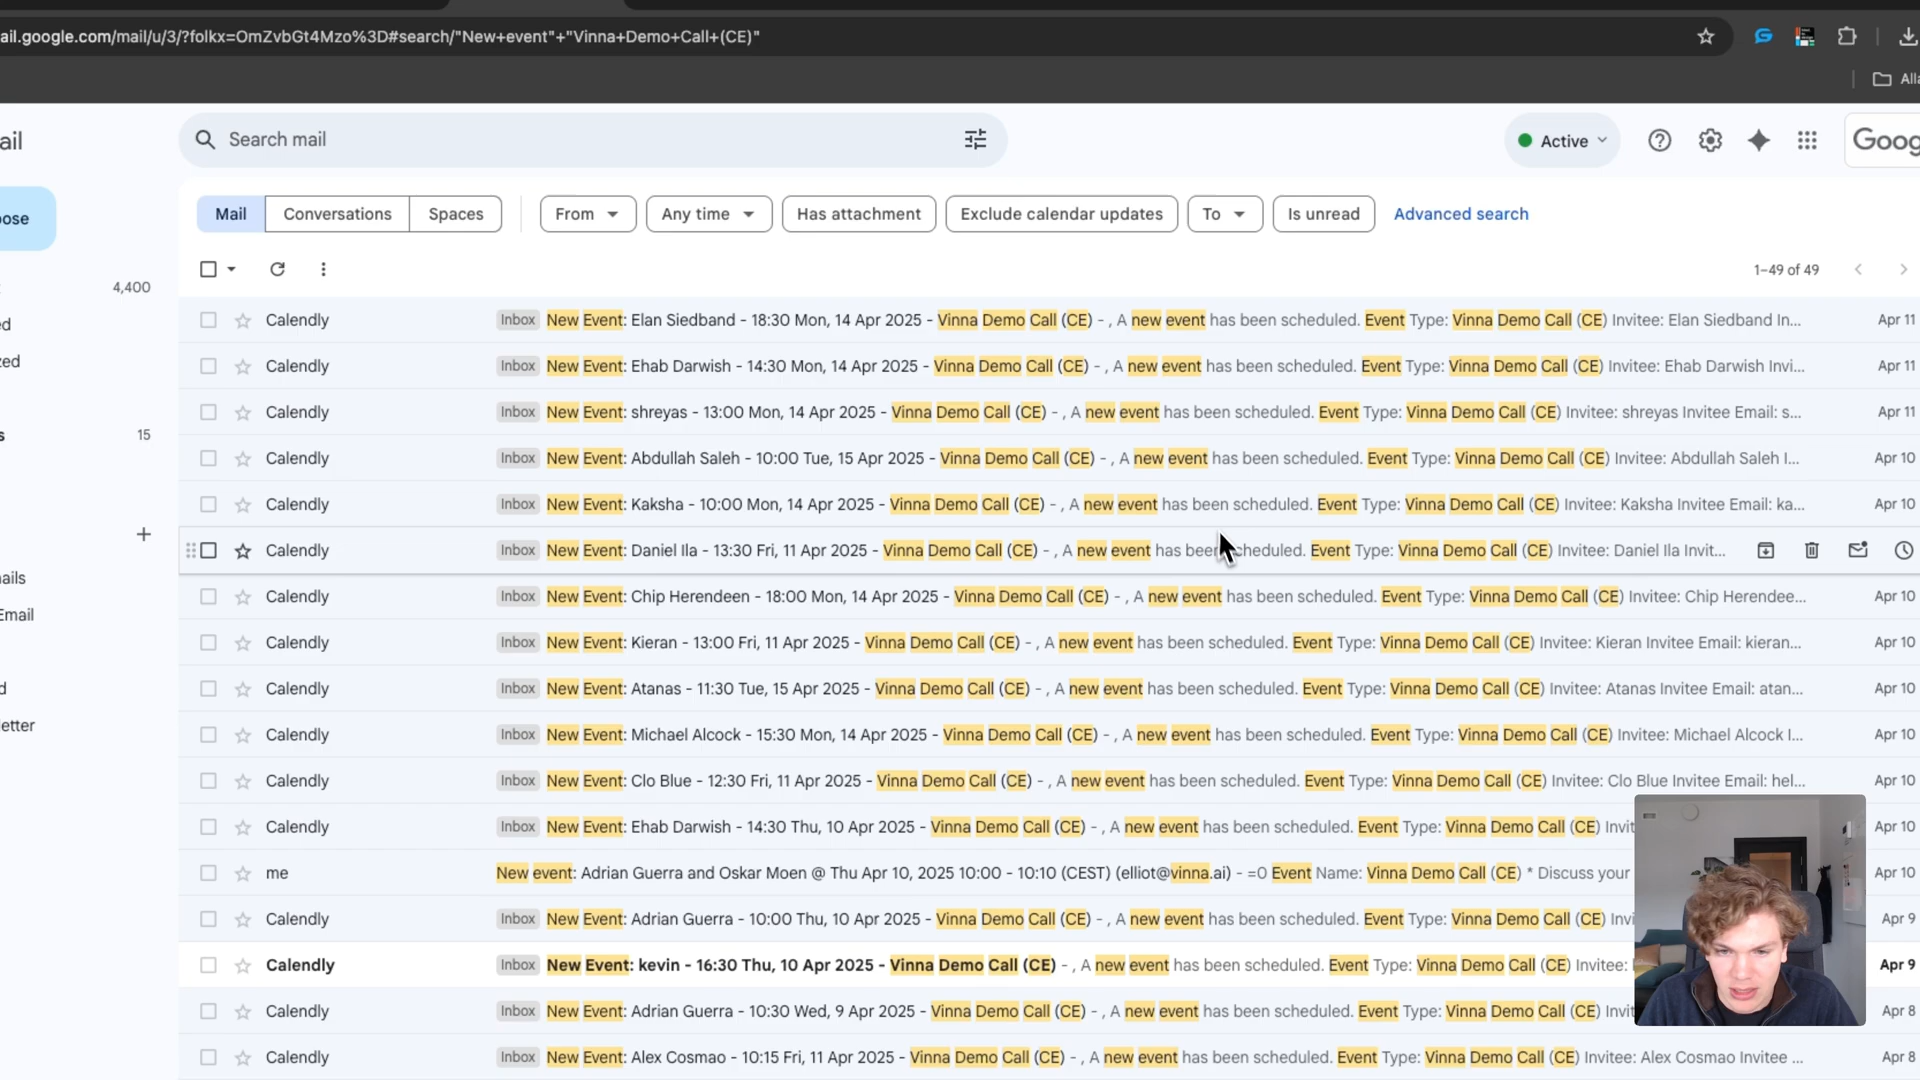 ail.google.com/mail/u/3/?folkx=OmZvbGt4Mzo%3D#search/"New+event"+"Vinna+Demo+Call+(CE)"
All
ail
Search mail
Active
Goog
ose
Mail Conversations Spaces From Any time Has attachment Exclude calendar updates To Is unread Advanced search
1–49 of 49
4,400
ed
zed
s 15
ails
Email
d
letter
Calendly Inbox New Event: Elan Siedband - 18:30 Mon, 14 Apr 2025 - Vinna Demo Call (CE) - , A new event has been scheduled. Event Type: Vinna Demo Call (CE) Invitee: Elan Siedband In... Apr 11
Calendly Inbox New Event: Ehab Darwish - 14:30 Mon, 14 Apr 2025 - Vinna Demo Call (CE) - , A new event has been scheduled. Event Type: Vinna Demo Call (CE) Invitee: Ehab Darwish Invi... Apr 11
Calendly Inbox New Event: shreyas - 13:00 Mon, 14 Apr 2025 - Vinna Demo Call (CE) - , A new event has been scheduled. Event Type: Vinna Demo Call (CE) Invitee: shreyas Invitee Email: s... Apr 11
Calendly Inbox New Event: Abdullah Saleh - 10:00 Tue, 15 Apr 2025 - Vinna Demo Call (CE) - , A new event has been scheduled. Event Type: Vinna Demo Call (CE) Invitee: Abdullah Saleh I... Apr 10
Calendly Inbox New Event: Kaksha - 10:00 Mon, 14 Apr 2025 - Vinna Demo Call (CE) - , A new event has been scheduled. Event Type: Vinna Demo Call (CE) Invitee: Kaksha Invitee Email: ka... Apr 10
Calendly Inbox New Event: Daniel Ila - 13:30 Fri, 11 Apr 2025 - Vinna Demo Call (CE) - , A new event has been scheduled. Event Type: Vinna Demo Call (CE) Invitee: Daniel Ila Invit...
Calendly Inbox New Event: Chip Herendeen - 18:00 Mon, 14 Apr 2025 - Vinna Demo Call (CE) - , A new event has been scheduled. Event Type: Vinna Demo Call (CE) Invitee: Chip Herendee... Apr 10
Calendly Inbox New Event: Kieran - 13:00 Fri, 11 Apr 2025 - Vinna Demo Call (CE) - , A new event has been scheduled. Event Type: Vinna Demo Call (CE) Invitee: Kieran Invitee Email: kieran... Apr 10
Calendly Inbox New Event: Atanas - 11:30 Tue, 15 Apr 2025 - Vinna Demo Call (CE) - , A new event has been scheduled. Event Type: Vinna Demo Call (CE) Invitee: Atanas Invitee Email: atan... Apr 10
Calendly Inbox New Event: Michael Alcock - 15:30 Mon, 14 Apr 2025 - Vinna Demo Call (CE) - , A new event has been scheduled. Event Type: Vinna Demo Call (CE) Invitee: Michael Alcock I... Apr 10
Calendly Inbox New Event: Clo Blue - 12:30 Fri, 11 Apr 2025 - Vinna Demo Call (CE) - , A new event has been scheduled. Event Type: Vinna Demo Call (CE) Invitee: Clo Blue Invitee Email: hel... Apr 10
Calendly Inbox New Event: Ehab Darwish - 14:30 Thu, 10 Apr 2025 - Vinna Demo Call (CE) - , A new event has been scheduled. Event Type: Vinna Demo Call (CE) Invit Apr 10
me New event: Adrian Guerra and Oskar Moen @ Thu Apr 10, 2025 10:00 - 10:10 (CEST) (elliot@vinna.ai) - =0 Event Name: Vinna Demo Call (CE) * Discuss your Apr 10
Calendly Inbox New Event: Adrian Guerra - 10:00 Thu, 10 Apr 2025 - Vinna Demo Call (CE) - , A new event has been scheduled. Event Type: Vinna Demo Call (CE) Invi Apr 9
Calendly Inbox New Event: kevin - 16:30 Thu, 10 Apr 2025 - Vinna Demo Call (CE) - , A new event has been scheduled. Event Type: Vinna Demo Call (CE) Invitee: Apr 9
Calendly Inbox New Event: Adrian Guerra - 10:30 Wed, 9 Apr 2025 - Vinna Demo Call (CE) - , A new event has been scheduled. Event Type: Vinna Demo Call (CE) Invit Apr 8
Calendly Inbox New Event: Alex Cosmao - 10:15 Fri, 11 Apr 2025 - Vinna Demo Call (CE) - , A new event has been scheduled. Event Type: Vinna Demo Call (CE) Invitee: Alex Cosmao Invitee ... Apr 8